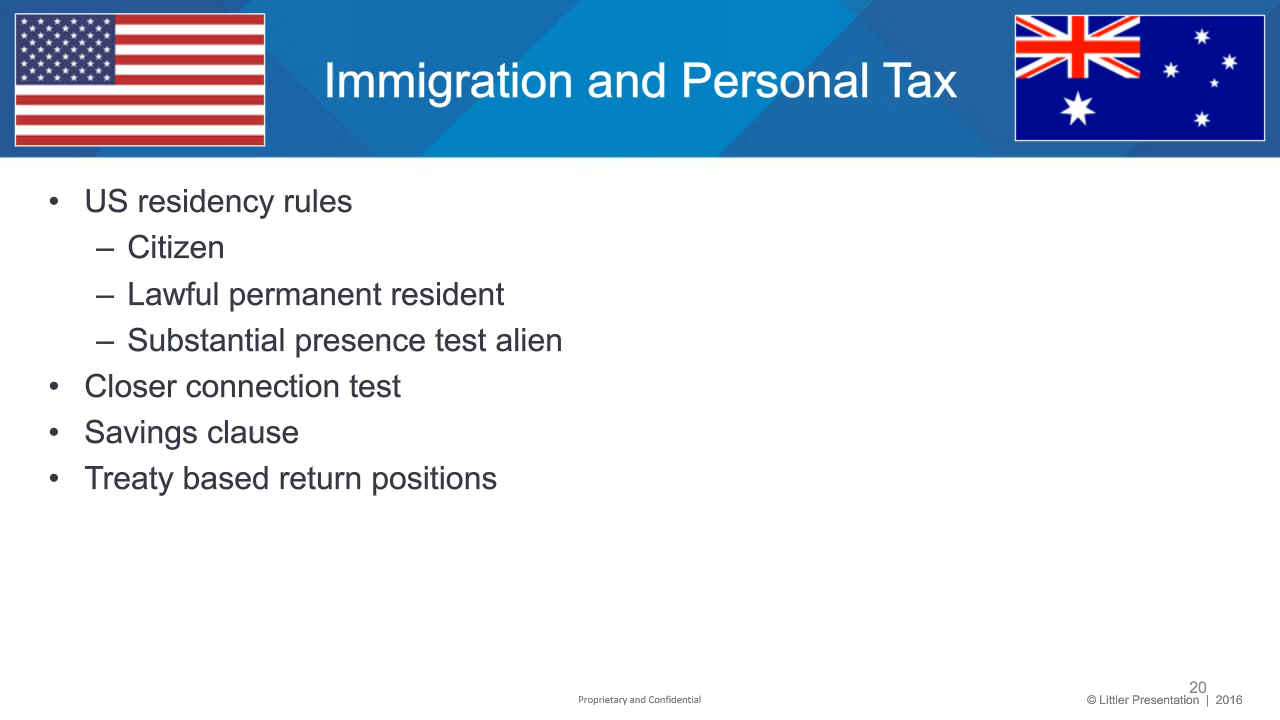 Immigration and Personal Tax
• US residency rules
– Citizen
– Lawful permanent resident
– Substantial presence test alien
• Closer connection test
• Savings clause
• Treaty based return positions
20
Proprietary and Confidential
© Littler Presentation | 2016